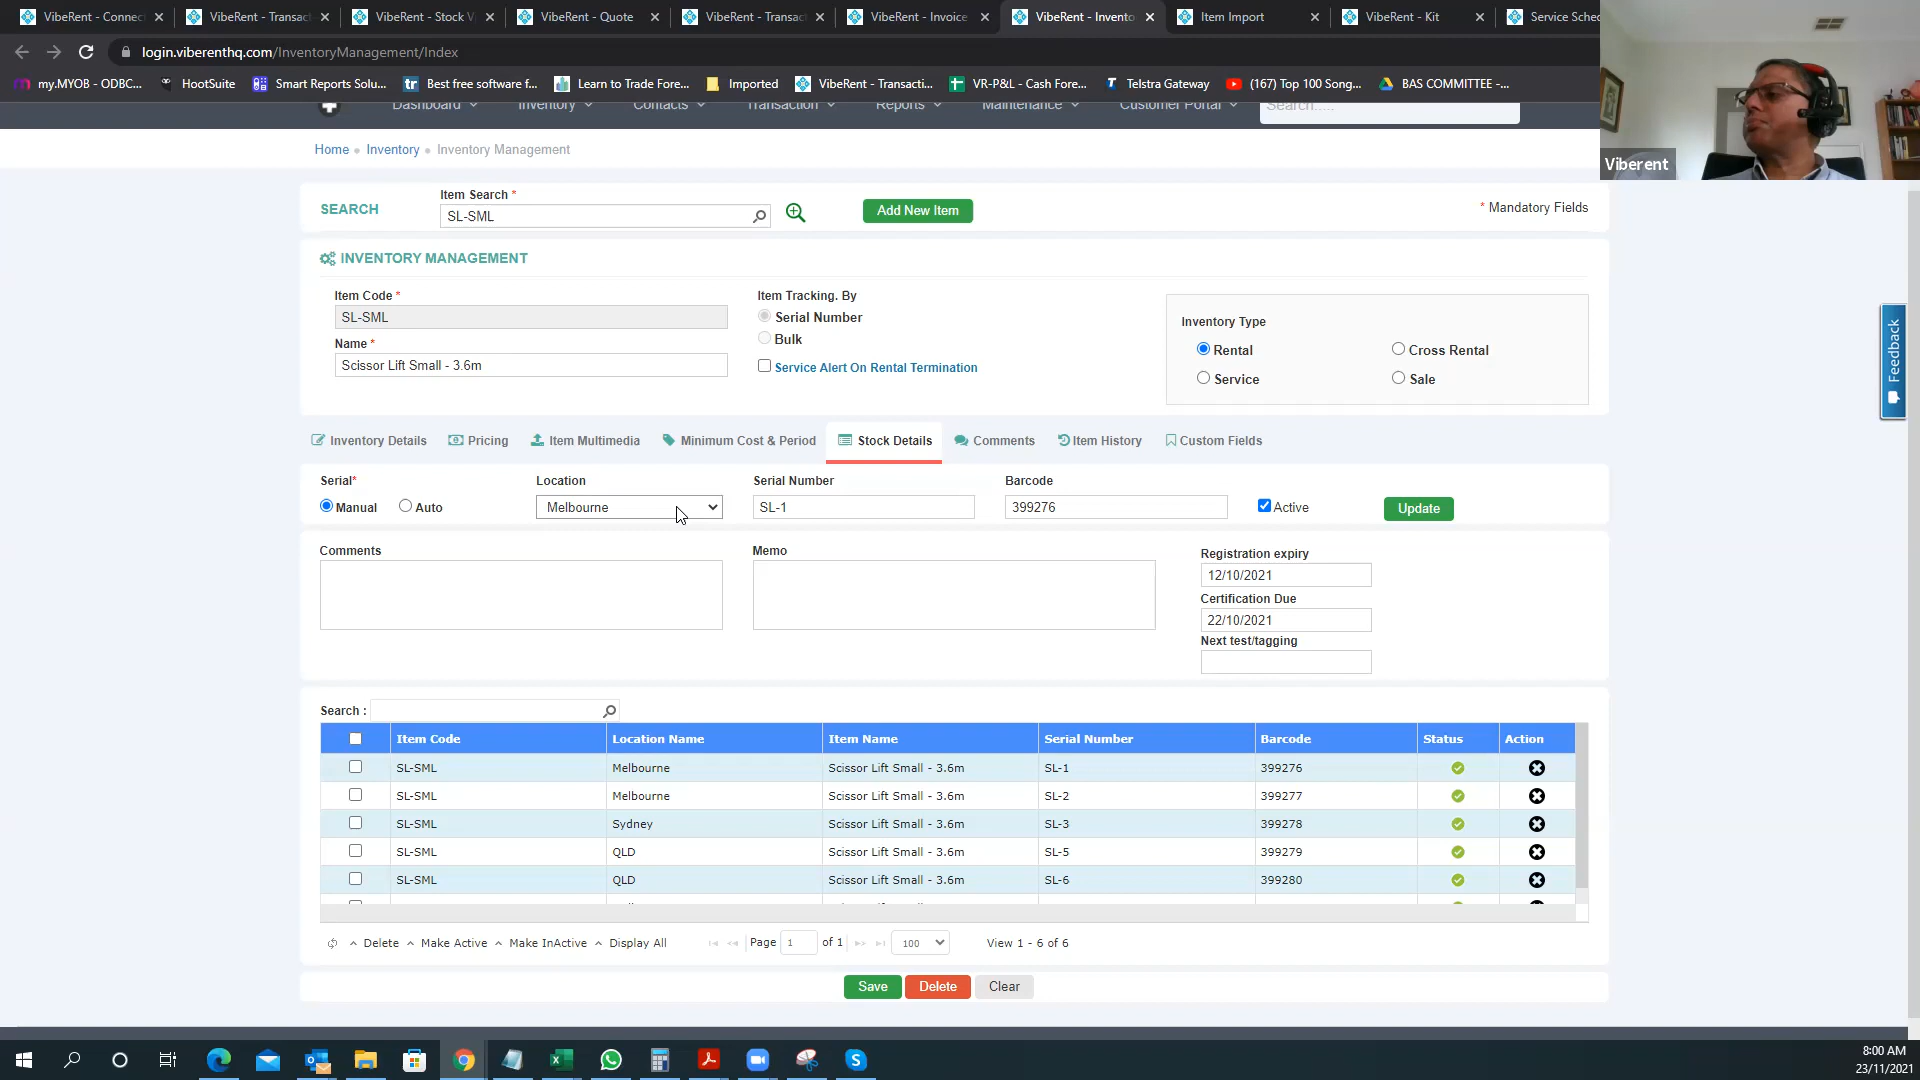 VibeRent - Connec
VibeRent - Transac
VibeRent - Stock V
VibeRent - Quote
VibeRent - Transac
VibeRent - Invoice
VibeRent - Invento
Item Import
VibeRent - Kit
Service Sched
login.viberenthq.com/InventoryManagement/Index
my.MYOB - ODBC...
HootSuite
Smart Reports Solu...
Best free software f...
Learn to Trade Fore...
Imported
VibeRent - Transacti...
VR-P&L - Cash Fore...
Telstra Gateway
(167) Top 100 Song...
BAS COMMITTEE -...
Dashboard
Inventory
Contacts
Transaction
Reports
Maintenance
Customer Portal
Search.....
Viberent
Home
Inventory
Inventory Management
SEARCH
Item Search *
SL-SML
Add New Item
* Mandatory Fields
INVENTORY MANAGEMENT
Item Code *
SL-SML
Name *
Scissor Lift Small - 3.6m
Item Tracking. By
Serial Number
Bulk
Service Alert On Rental Termination
Inventory Type
Rental
Cross Rental
Service
Sale
Feedback
Inventory Details
Pricing
Item Multimedia
Minimum Cost & Period
Stock Details
Comments
Item History
Custom Fields
Serial*
Manual
Auto
Location
Melbourne
Serial Number
SL-1
Barcode
399276
Active
Update
Comments
Memo
Registration expiry
12/10/2021
Certification Due
22/10/2021
Next test/tagging
Search :
Item Code Location Name Item Name Serial Number Barcode Status Action
SL-SML Melbourne Scissor Lift Small - 3.6m SL-1 399276
SL-SML Melbourne Scissor Lift Small - 3.6m SL-2 399277
SL-SML Sydney Scissor Lift Small - 3.6m SL-3 399278
SL-SML QLD Scissor Lift Small - 3.6m SL-5 399279
SL-SML QLD Scissor Lift Small - 3.6m SL-6 399280
Delete Make Active Make InActive Display All Page 1 of 1 100 View 1 - 6 of 6
Save Delete Clear
8:00 AM
23/11/2021